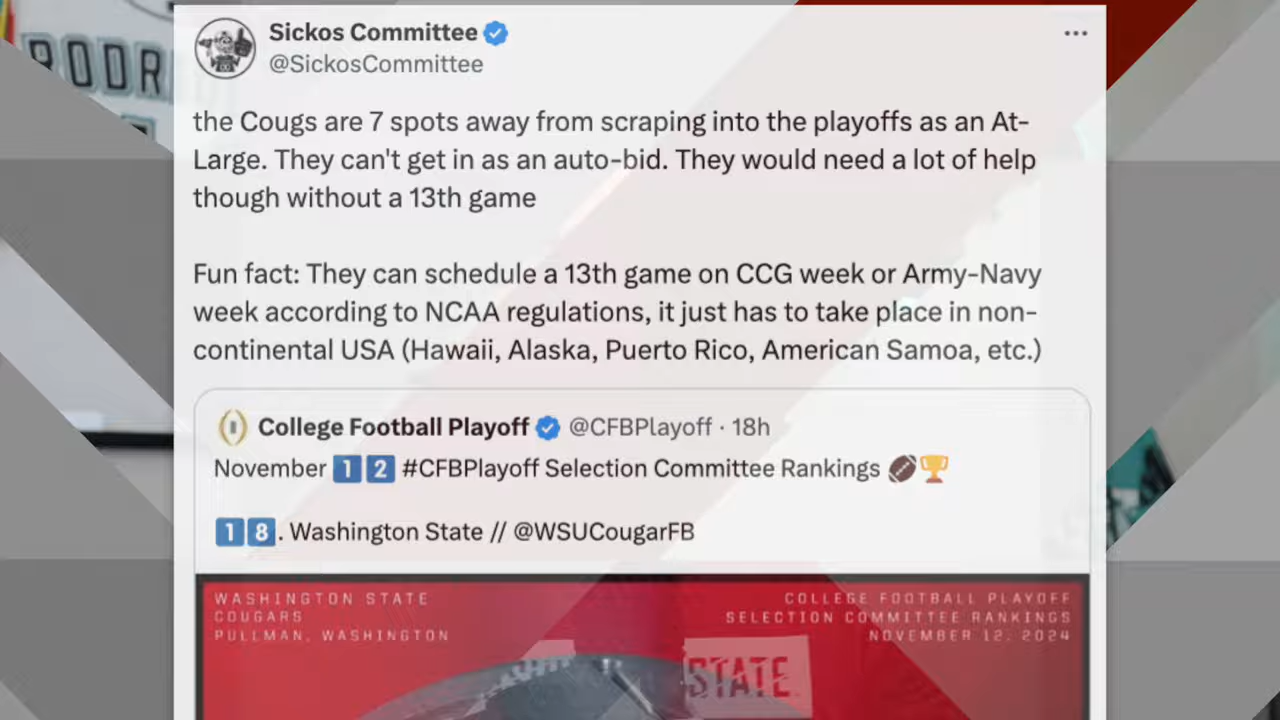 Sickos Committee
@SickosCommittee
the Cougs are 7 spots away from scraping into the playoffs as an At-
Large. They can't get in as an auto-bid. They would need a lot of help
though without a 13th game
Fun fact: They can schedule a 13th game on CCG week or Army-Navy
week according to NCAA regulations, it just has to take place in non-
continental USA (Hawaii, Alaska, Puerto Rico, American Samoa, etc.)
College Football Playoff @CFBPlayoff · 18h
November 1️⃣2️⃣ #CFBPlayoff Selection Committee Rankings 🏈🏆
1️⃣8️⃣. Washington State // @WSUCougarFB
WASHINGTON STATE
COUGARS
PULLMAN, WASHINGTON
COLLEGE FOOTBALL PLAYOFF
SELECTION COMMITTEE RANKINGS
NOVEMBER 12, 2024
STATE